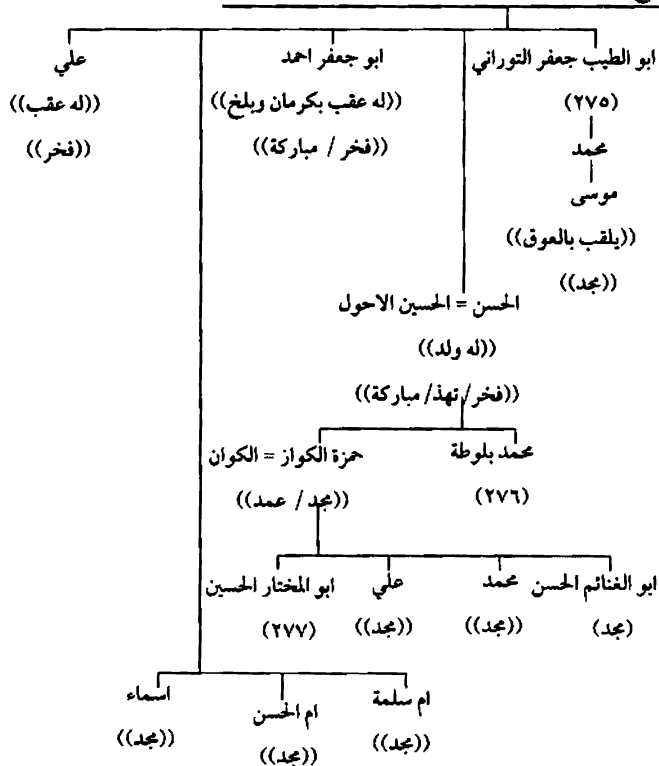 ابو الطيب جعفر التوراني
(٢٧٥)
محمد
موسى
((يلقب بالعوق))
((مجد))
ابو جعفر احمد
((له عقب بكرمان وبلخ))
((فخر / مباركة))
علي
((له عقب))
((فخر))
الحسن = الحسين الاحول
((له ولد))
((فخر/ تهذ/ مباركة))
محمد بلوطة
(٢٧٦)
حمزة الكواز = الكوان
((مجد / عمد))
ابو الغنائم الحسن
(مجد)
محمد
((مجد))
علي
((مجد))
ابو المختار الحسين
(٢٧٧)
ام سلمة
((مجد))
ام الحسن
((مجد))
اسماء
((مجد))